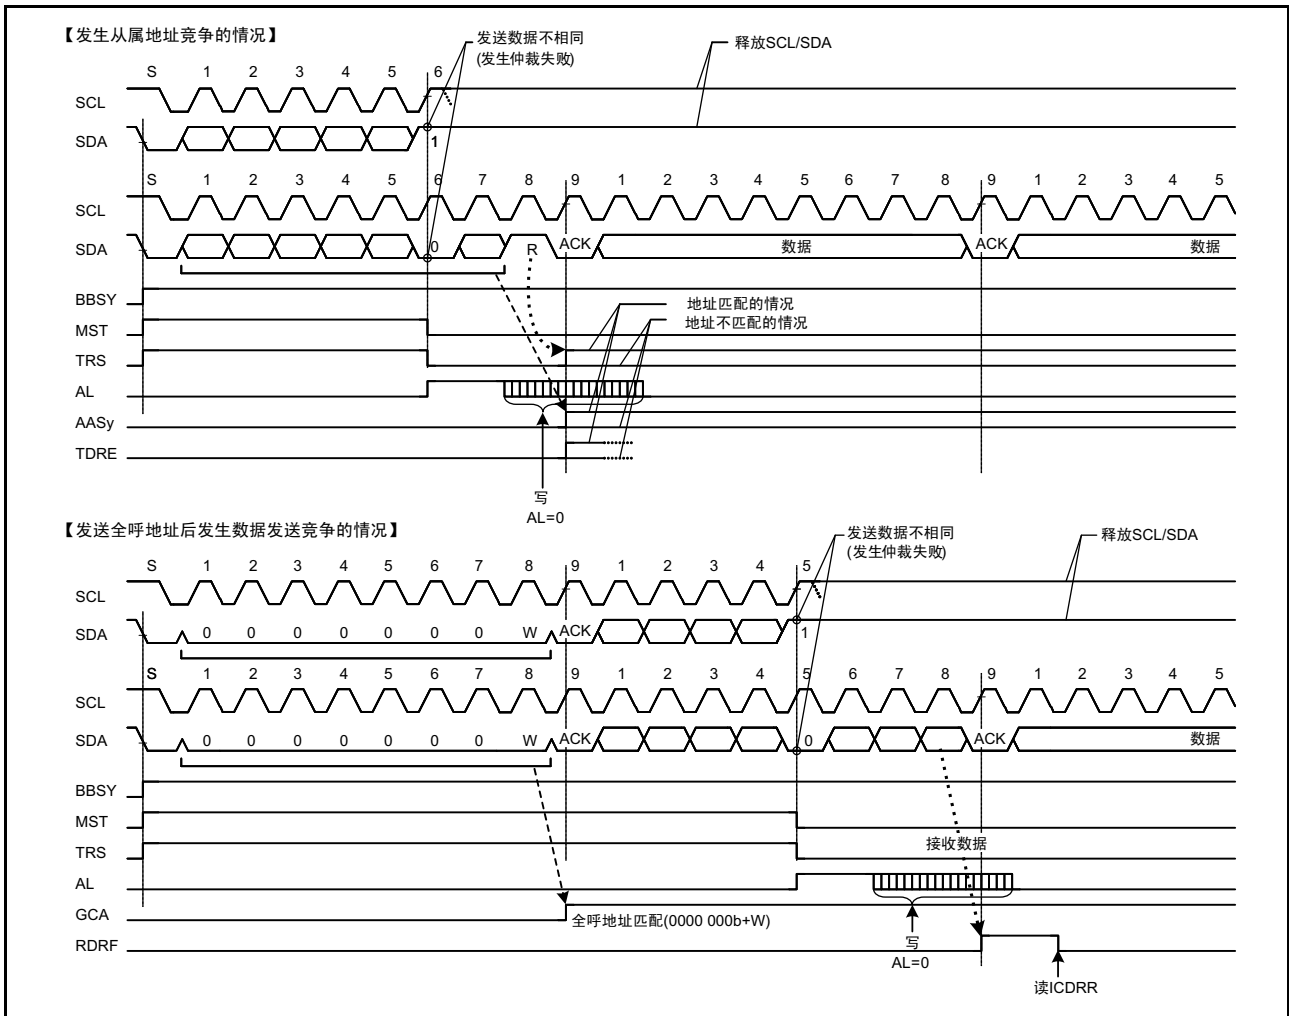 【发生从属地址竞争的情况】
发送数据不相同
(发生仲裁失败)
释放SCL/SDA
S 1 2 3 4 5 6
SCL
SDA 1
S 1 2 3 4 5 6 7 8 9 1 2 3 4 5 6 7 8 9 1 2 3 4 5
SCL
SDA 0 R ACK 数据 ACK 数据
BBSY
地址匹配的情况
MST
地址不匹配的情况
TRS
AL
AASy
TDRE
写
AL=0
【发送全呼地址后发生数据发送竞争的情况】
发送数据不相同
(发生仲裁失败)
释放SCL/SDA
S 1 2 3 4 5 6 7 8 9 1 2 3 4 5
SCL
SDA 0 0 0 0 0 0 0 W ACK 1
S 1 2 3 4 5 6 7 8 9 1 2 3 4 5 6 7 8 9 1 2 3 4 5
SCL
SDA 0 0 0 0 0 0 0 W ACK 0 ACK 数据
BBSY
MST
TRS 接收数据
AL
GCA 全呼地址匹配(0000 000b+W)
RDRF 写
AL=0
读ICDRR